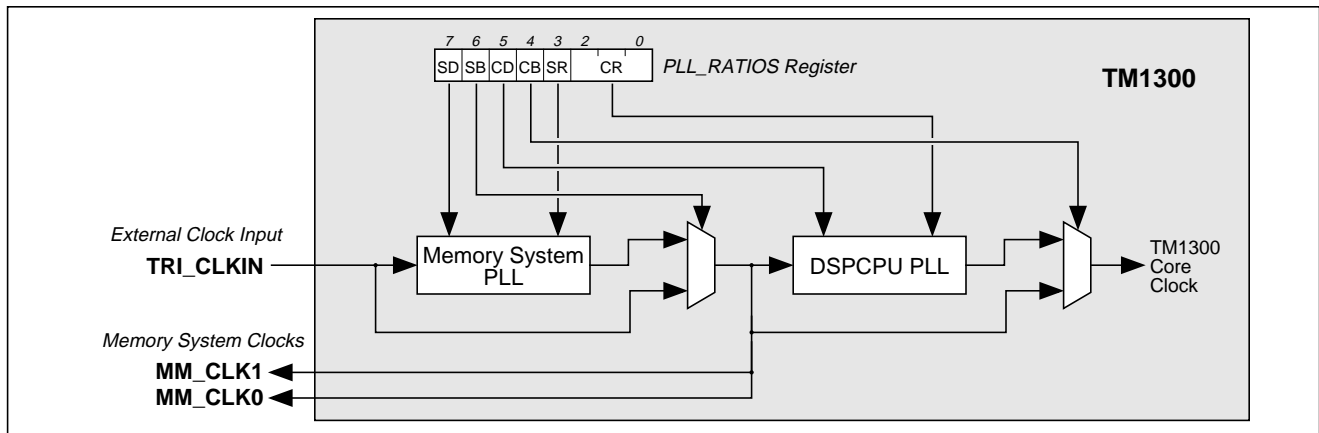 7 6 5 4 3 2 0
SD SB CD CB SR CR
PLL_RATIOS Register
TM1300
External Clock Input
TRI_CLKIN
Memory System
PLL
DSPCPU PLL
TM1300
Core
Clock
Memory System Clocks
MM_CLK1
MM_CLK0